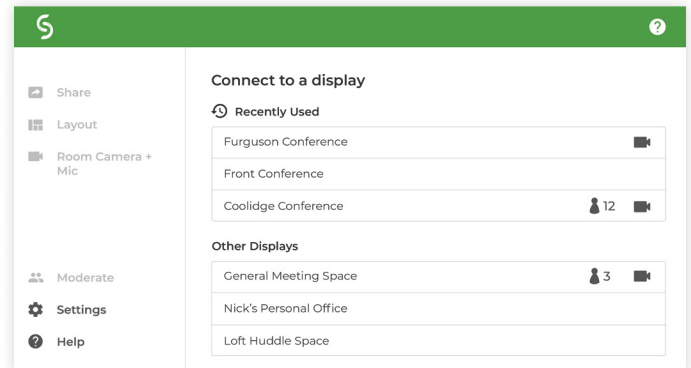 Connect to a display
Share
Layout
Room Camera +
Mic
Moderate
Settings
Help
Recently Used
Furguson Conference
Front Conference
Coolidge Conference 12
Other Displays
General Meeting Space 3
Nick's Personal Office
Loft Huddle Space